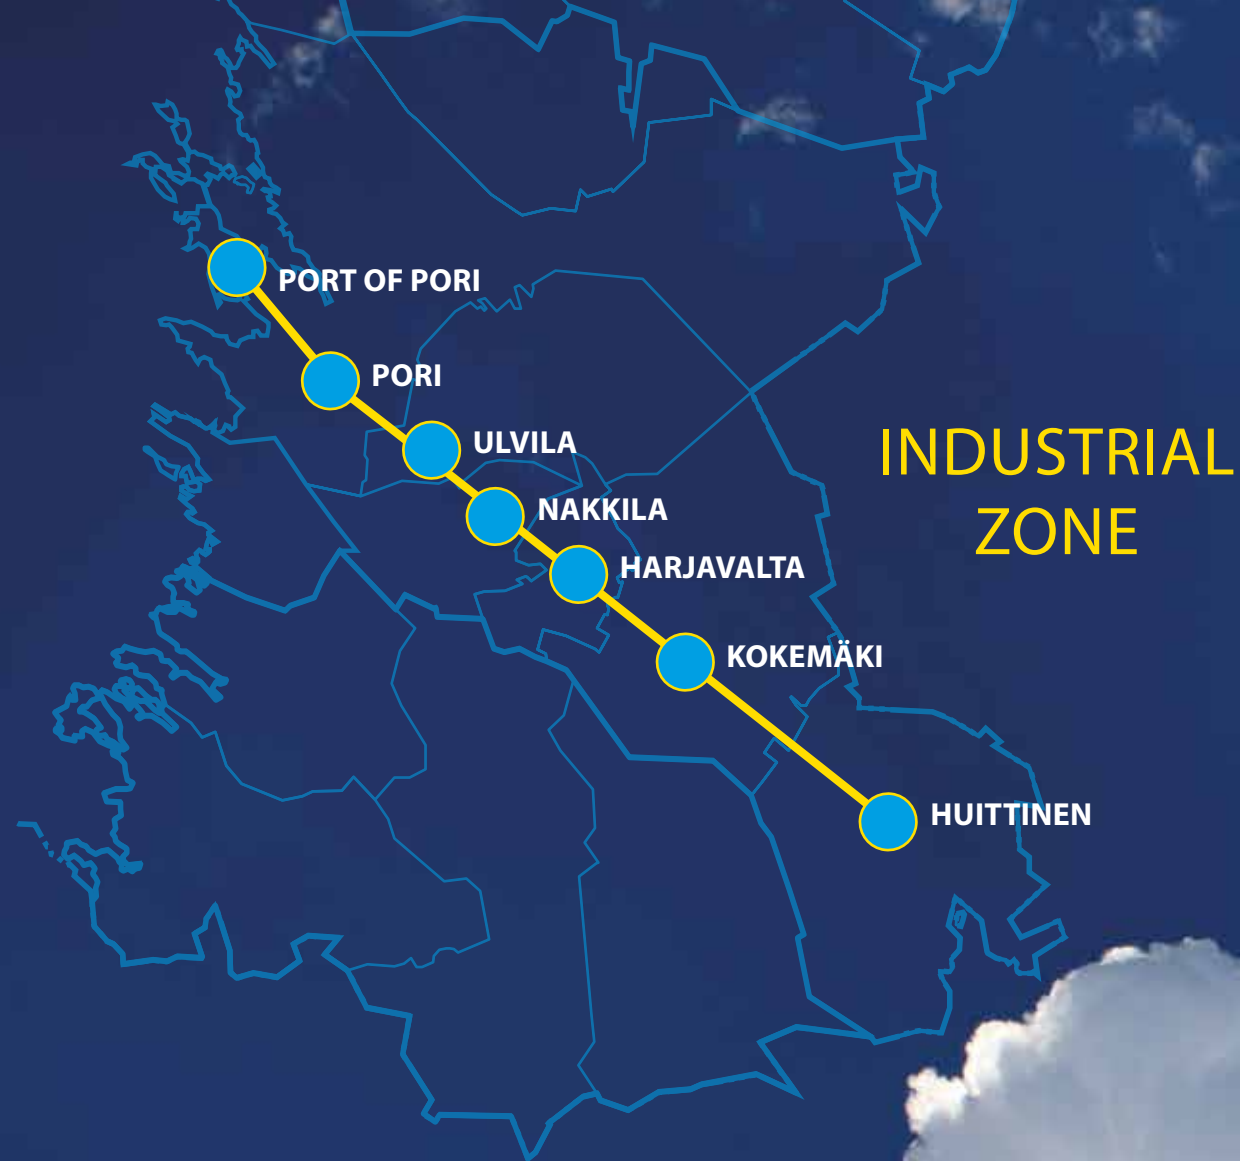 PORT OF PORI
PORI
ULVILA
INDUSTRIAL
ZONE
NAKKILA
HARJAVALTA
KOKEMÄKI
HUITTINEN